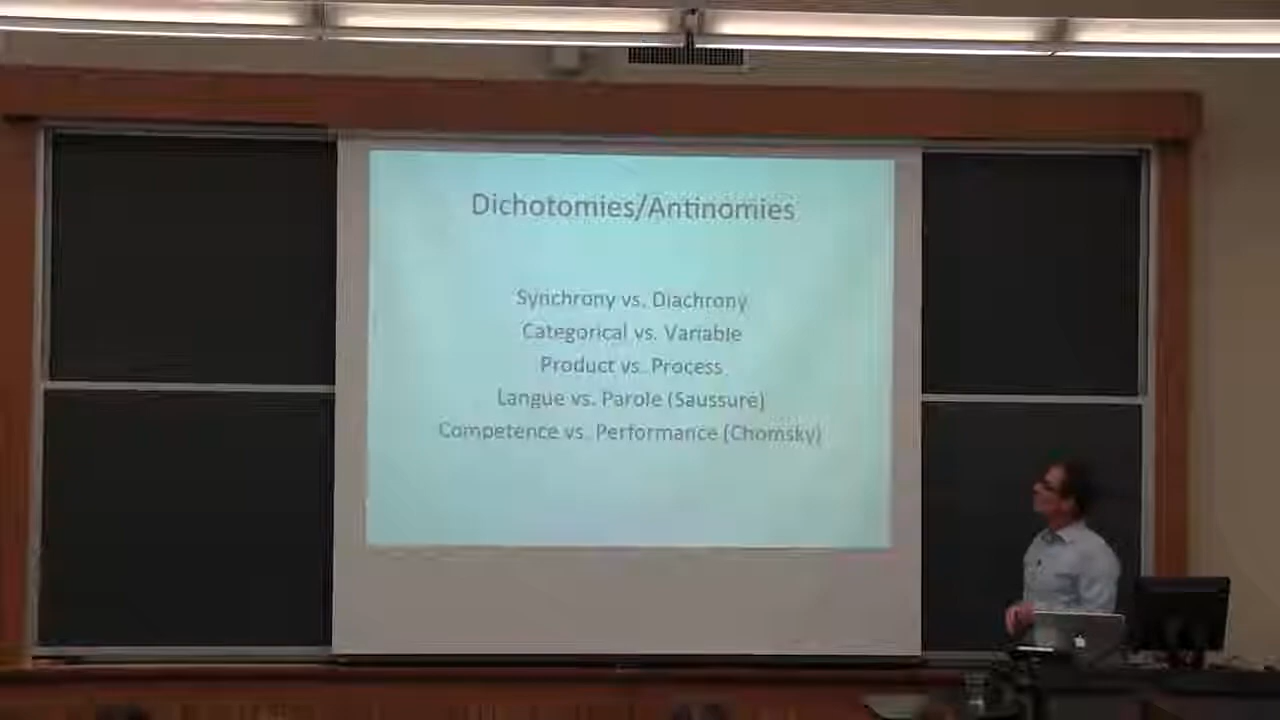 Dichotomies/Antinomies
Synchrony vs. Diachrony
Categorical vs. Variable
Product vs. Process
Langue vs. Parole (Saussure)
Competence vs. Performance (Chomsky)